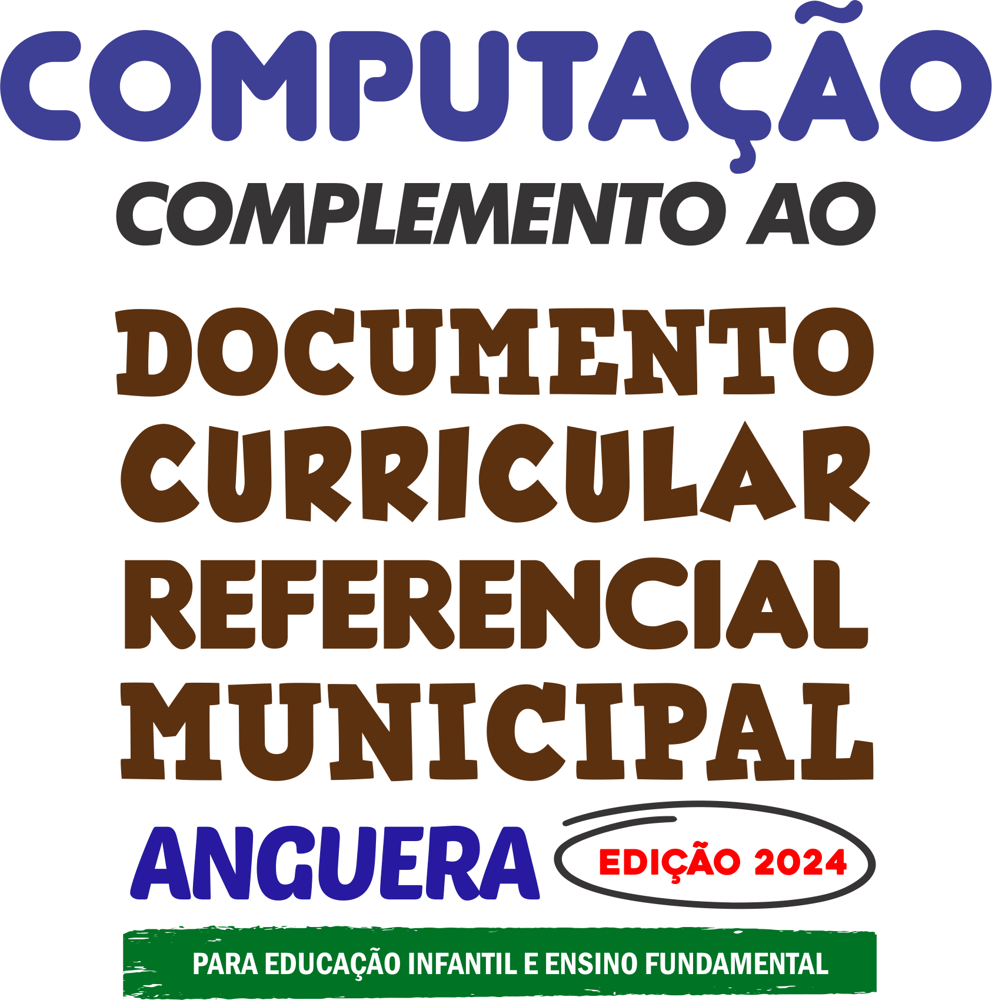 COMPUTAÇÃO
COMPLEMENTO AO
DOCUMENTO
CURRICULAR
REFERENCIAL
MUNICIPAL
ANGUERA
EDIÇÃO 2024
PARA EDUCAÇÃO INFANTIL E ENSINO FUNDAMENTAL